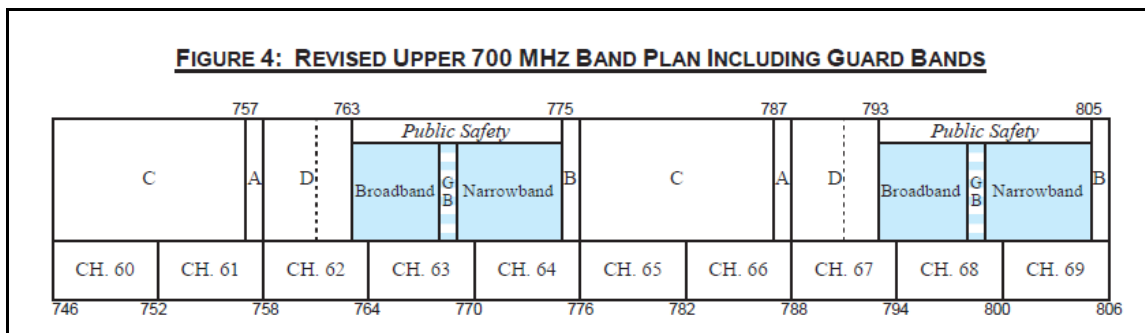 FIGURE 4: REVISED UPPER 700 MHZ BAND PLAN INCLUDING GUARD BANDS
757 763 775 787 793 805
Public Safety Public Safety
C A D Broadband G B Narrowband B C A D Broadband G B Narrowband B
CH. 60 CH. 61 CH. 62 CH. 63 CH. 64 CH. 65 CH. 66 CH. 67 CH. 68 CH. 69
746 752 758 764 770 776 782 788 794 800 806